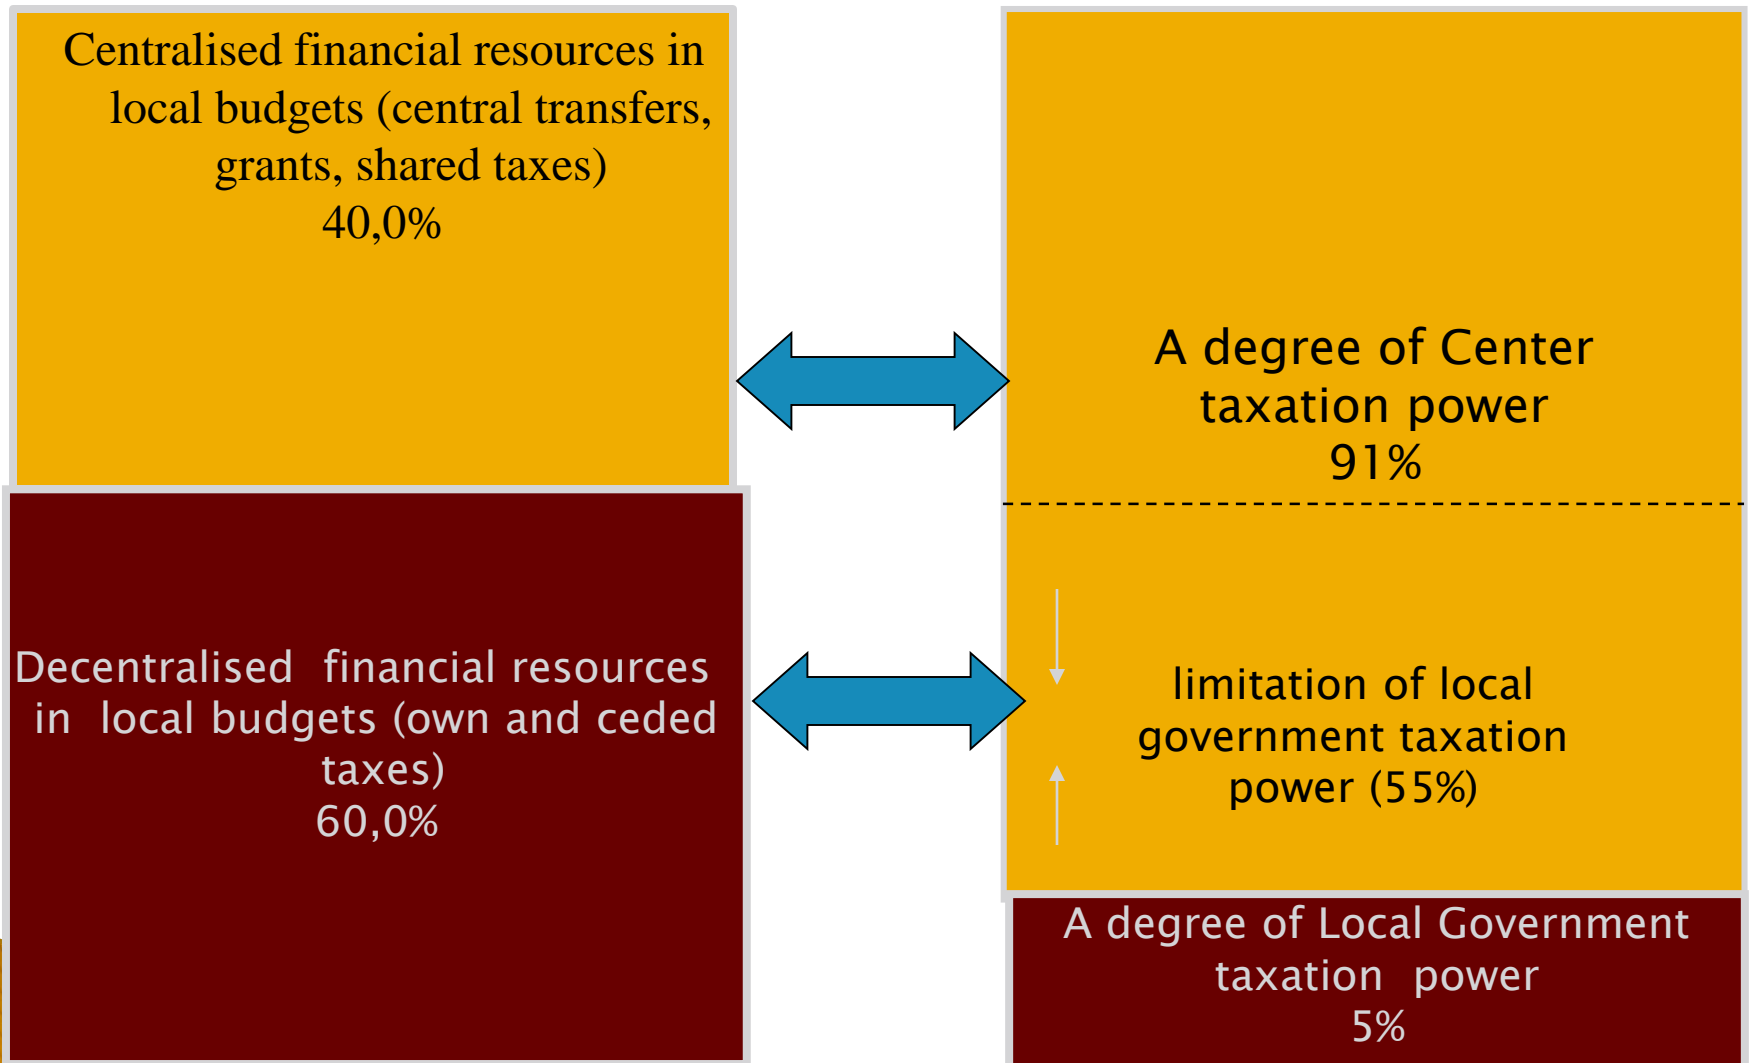 Centralised financial resources in
local budgets (central transfers,
grants, shared taxes)
40,0%
Decentralised financial resources
in local budgets (own and ceded
taxes)
60,0%
A degree of Center
taxation power
91%
limitation of local
government taxation
power (55%)
A degree of Local Government
taxation power
5%